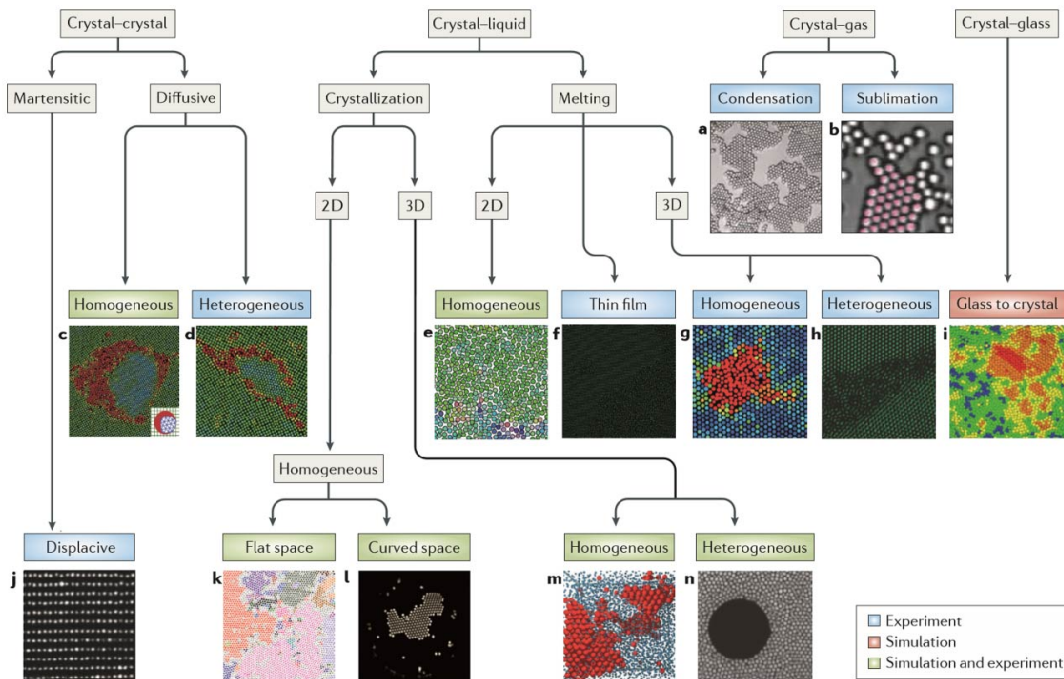 Crystal–crystal
Crystal–liquid
Crystal–gas
Crystal–glass
Martensitic
Diffusive
Crystallization
Melting
Condensation
Sublimation
a
b
2D
3D
2D
3D
Homogeneous
Heterogeneous
Homogeneous
Thin film
Homogeneous
Heterogeneous
Glass to crystal
c
d
e
f
g
h
i
Homogeneous
Displacive
Flat space
Curved space
Homogeneous
Heterogeneous
j
k
l
m
n
Experiment
Simulation
Simulation and experiment